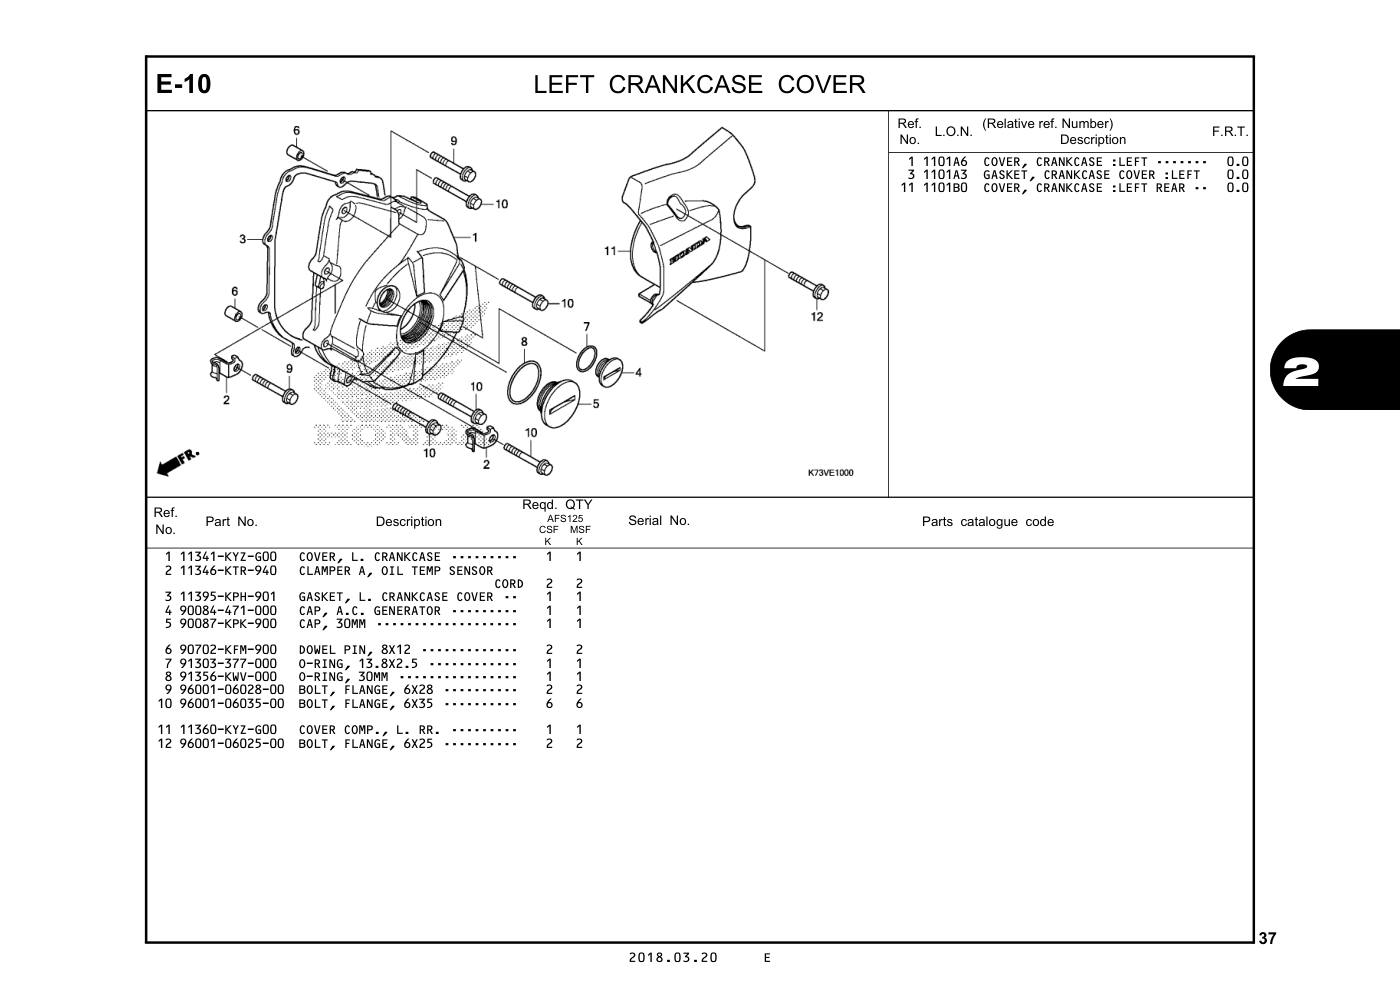 E-10
LEFT CRANKCASE COVER
6
9
10
3
1
11
6
10
12
7
8
4
9
2
10
5
10
10
2
FR.
HONDA
HONDA
K73VE1000
Ref. No. L.O.N. (Relative ref. Number) Description F.R.T.
1 1101A6 COVER, CRANKCASE :LEFT ------- 0.0
3 1101A3 GASKET, CRANKCASE COVER :LEFT 0.0
11 1101B0 COVER, CRANKCASE :LEFT REAR -- 0.0
2
Ref. No. Part No. Description Reqd. QTY Serial No. Parts catalogue code
AFS125
CSF MSF
K K
1 11341-KYZ-G00 COVER, L. CRANKCASE --------- 1 1
2 11346-KTR-940 CLAMPER A, OIL TEMP SENSOR
CORD 2 2
3 11395-KPH-901 GASKET, L. CRANKCASE COVER -- 1 1
4 90084-471-000 CAP, A.C. GENERATOR --------- 1 1
5 90087-KPK-900 CAP, 30MM ------------------- 1 1
6 90702-KFM-900 DOWEL PIN, 8X12 ------------- 2 2
7 91303-377-000 O-RING, 13.8X2.5 ------------ 1 1
8 91356-KWV-000 O-RING, 30MM ---------------- 1 1
9 96001-06028-00 BOLT, FLANGE, 6X28 ---------- 2 2
10 96001-06035-00 BOLT, FLANGE, 6X35 ---------- 6 6
11 11360-KYZ-G00 COVER COMP., L. RR. --------- 1 1
12 96001-06025-00 BOLT, FLANGE, 6X25 ---------- 2 2
37
2018.03.20 E